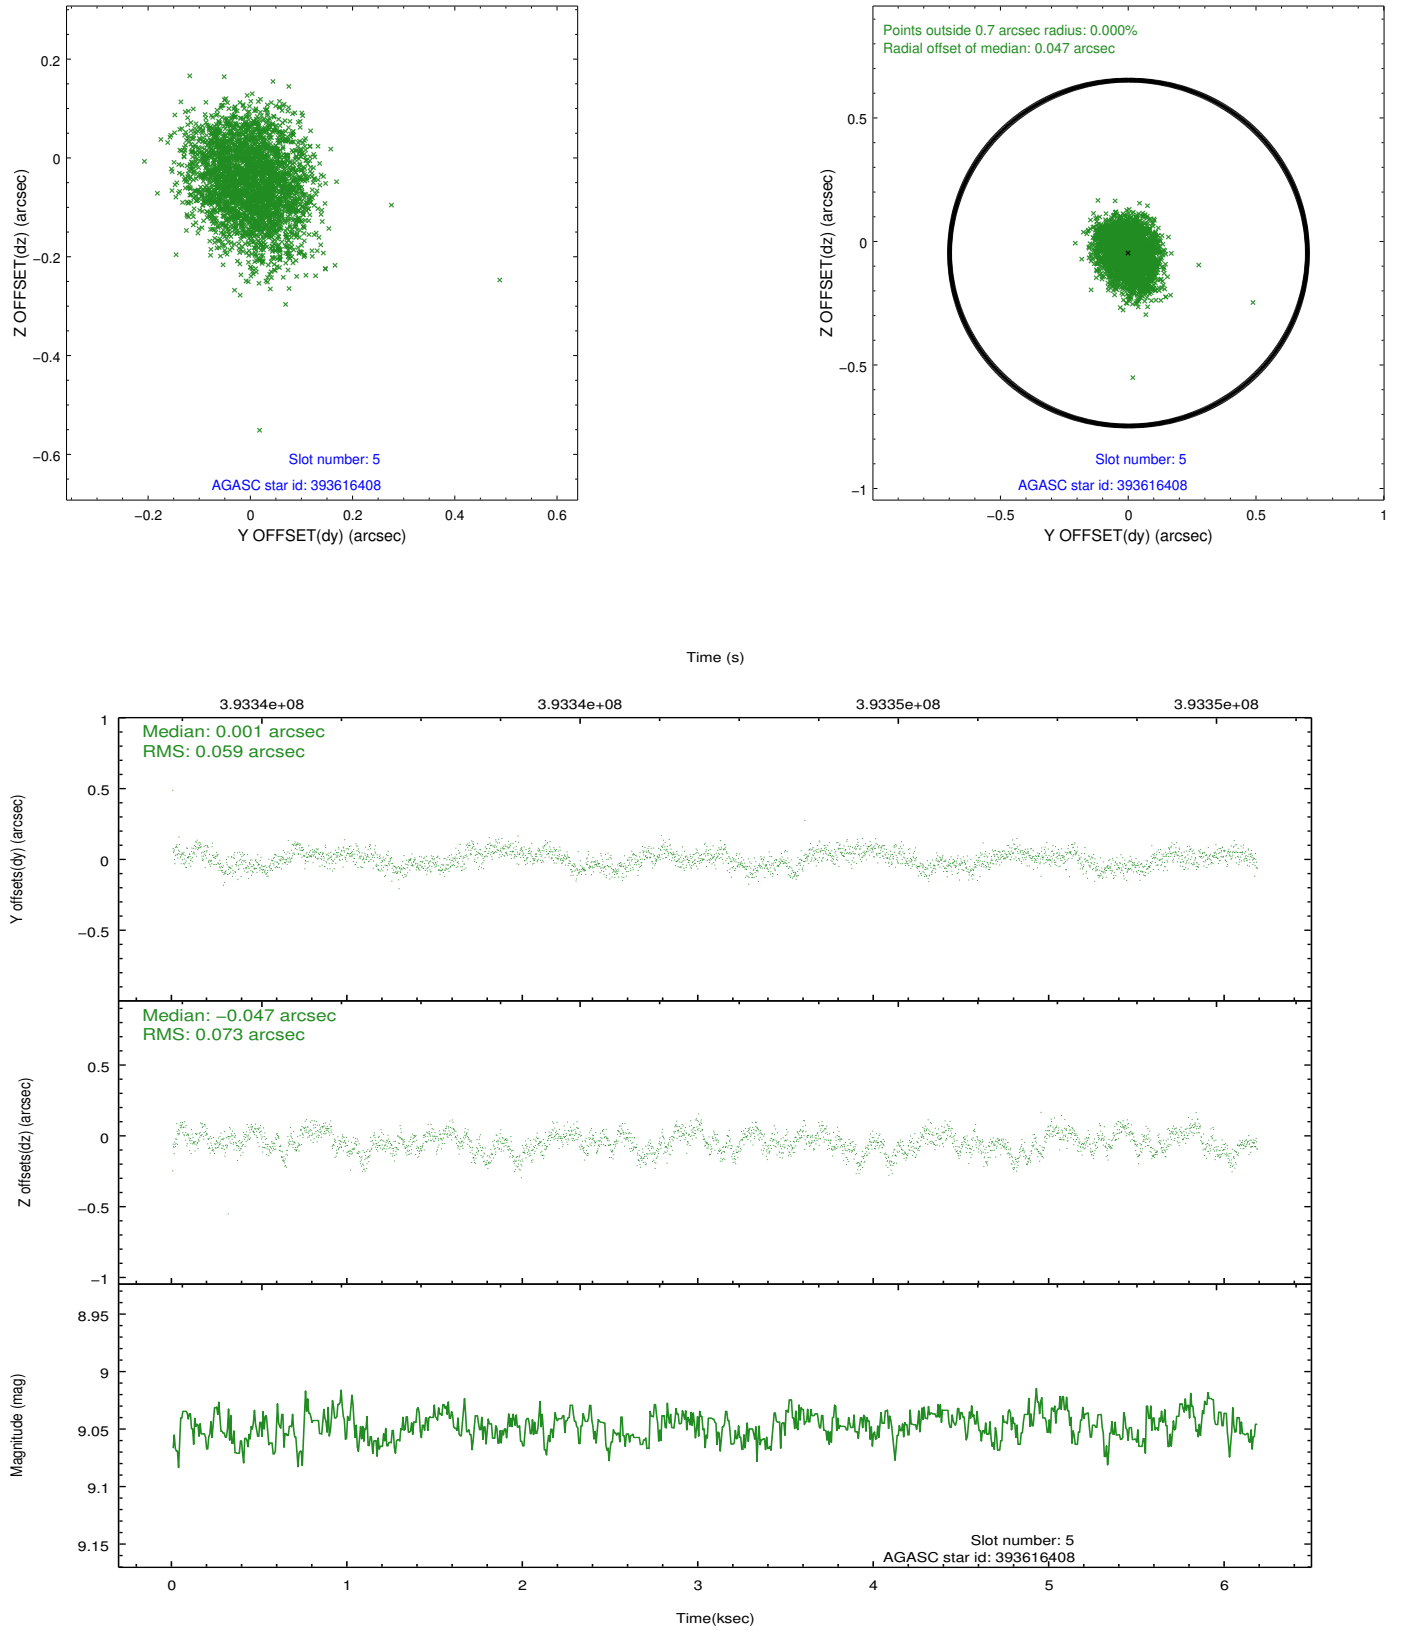 0.2
0
−0.2
−0.4
−0.6
Z OFFSET(dz) (arcsec)
Slot number: 5
AGASC star id: 393616408
−0.2 0 0.2 0.4 0.6
Y OFFSET(dy) (arcsec)
Points outside 0.7 arcsec radius: 0.000%
Radial offset of median: 0.047 arcsec
0.5
0
−0.5
−1
Z OFFSET(dz) (arcsec)
Slot number: 5
AGASC star id: 393616408
−0.5 0 0.5 1
Y OFFSET(dy) (arcsec)
Time (s)
3.9334e+08 3.9334e+08 3.9335e+08 3.9335e+08
Median: 0.001 arcsec
RMS: 0.059 arcsec
1
0.5
0
−0.5
Y offsets(dy) (arcsec)
Median: −0.047 arcsec
RMS: 0.073 arcsec
0.5
0
−0.5
−1
Z offsets(dz) (arcsec)
8.95
9
9.05
9.1
9.15
Magnitude (mag)
Slot number: 5
AGASC star id: 393616408
0 1 2 3 4 5 6
Time(ksec)